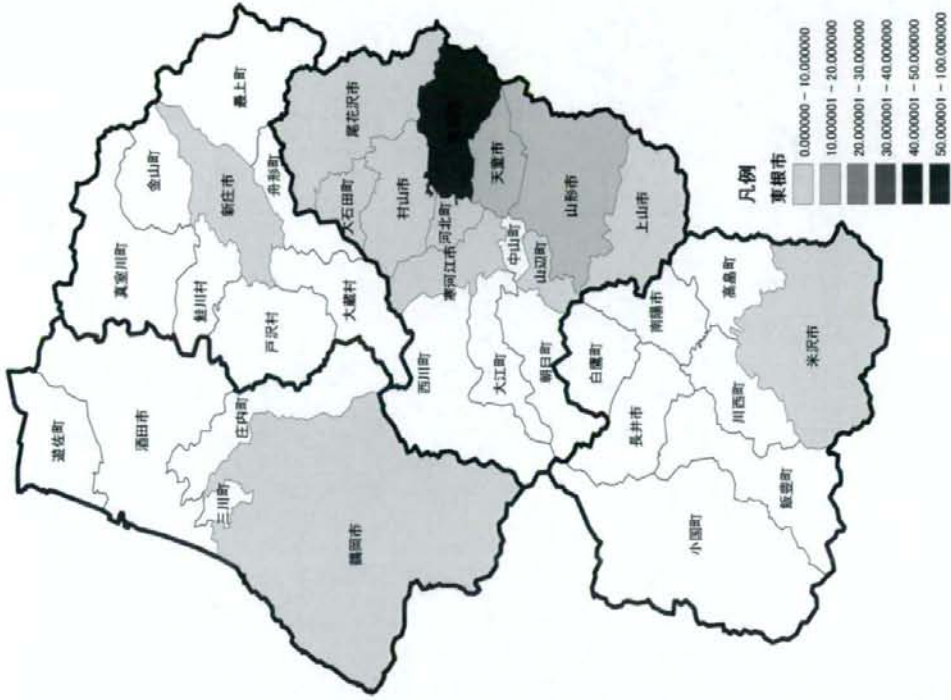 遊佐町
酒田市
三川町
庄内町
鶴岡市
真室川町
金山町
最上町
鮭川村
新庄市
舟形町
戸沢村
大蔵村
尾花沢市
大石田町
村山市
河北町
寒河江市
西川町
天童市
中山町
山辺町
山形市
大江町
朝日町
上山市
白鷹町
南陽市
高畠町
長井市
川西町
米沢市
小国町
飯豊町
凡例
東根市
0.000000 - 10.000000
10.000001 - 20.000000
20.000001 - 30.000000
30.000001 - 40.000000
40.000001 - 50.000000
50.000001 - 100.000000